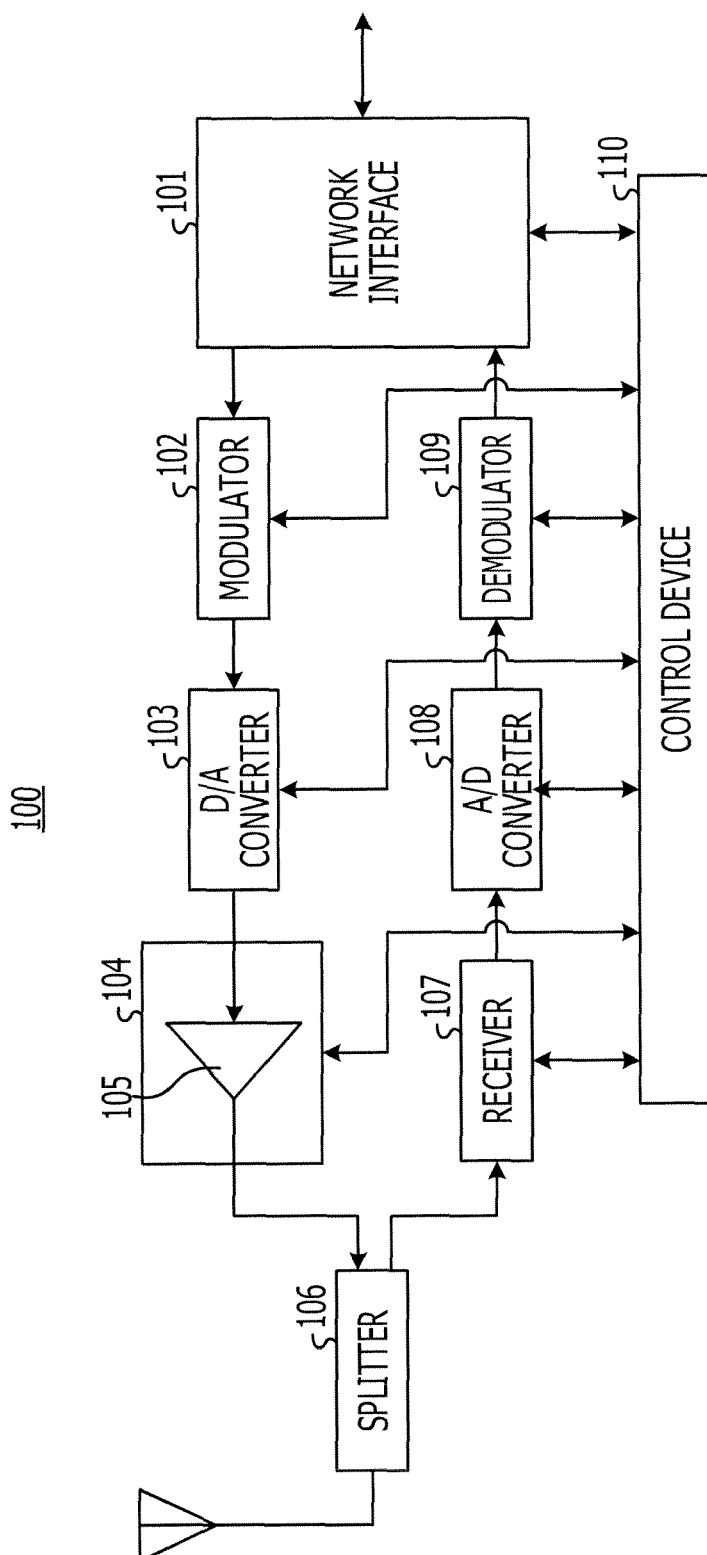 100
101
NETWORK
INTERFACE
102
MODULATOR
103
D/A
CONVERTER
104
105
106
SPLITTER
107
RECEIVER
108
A/D
CONVERTER
109
DEMODULATOR
110
CONTROL DEVICE